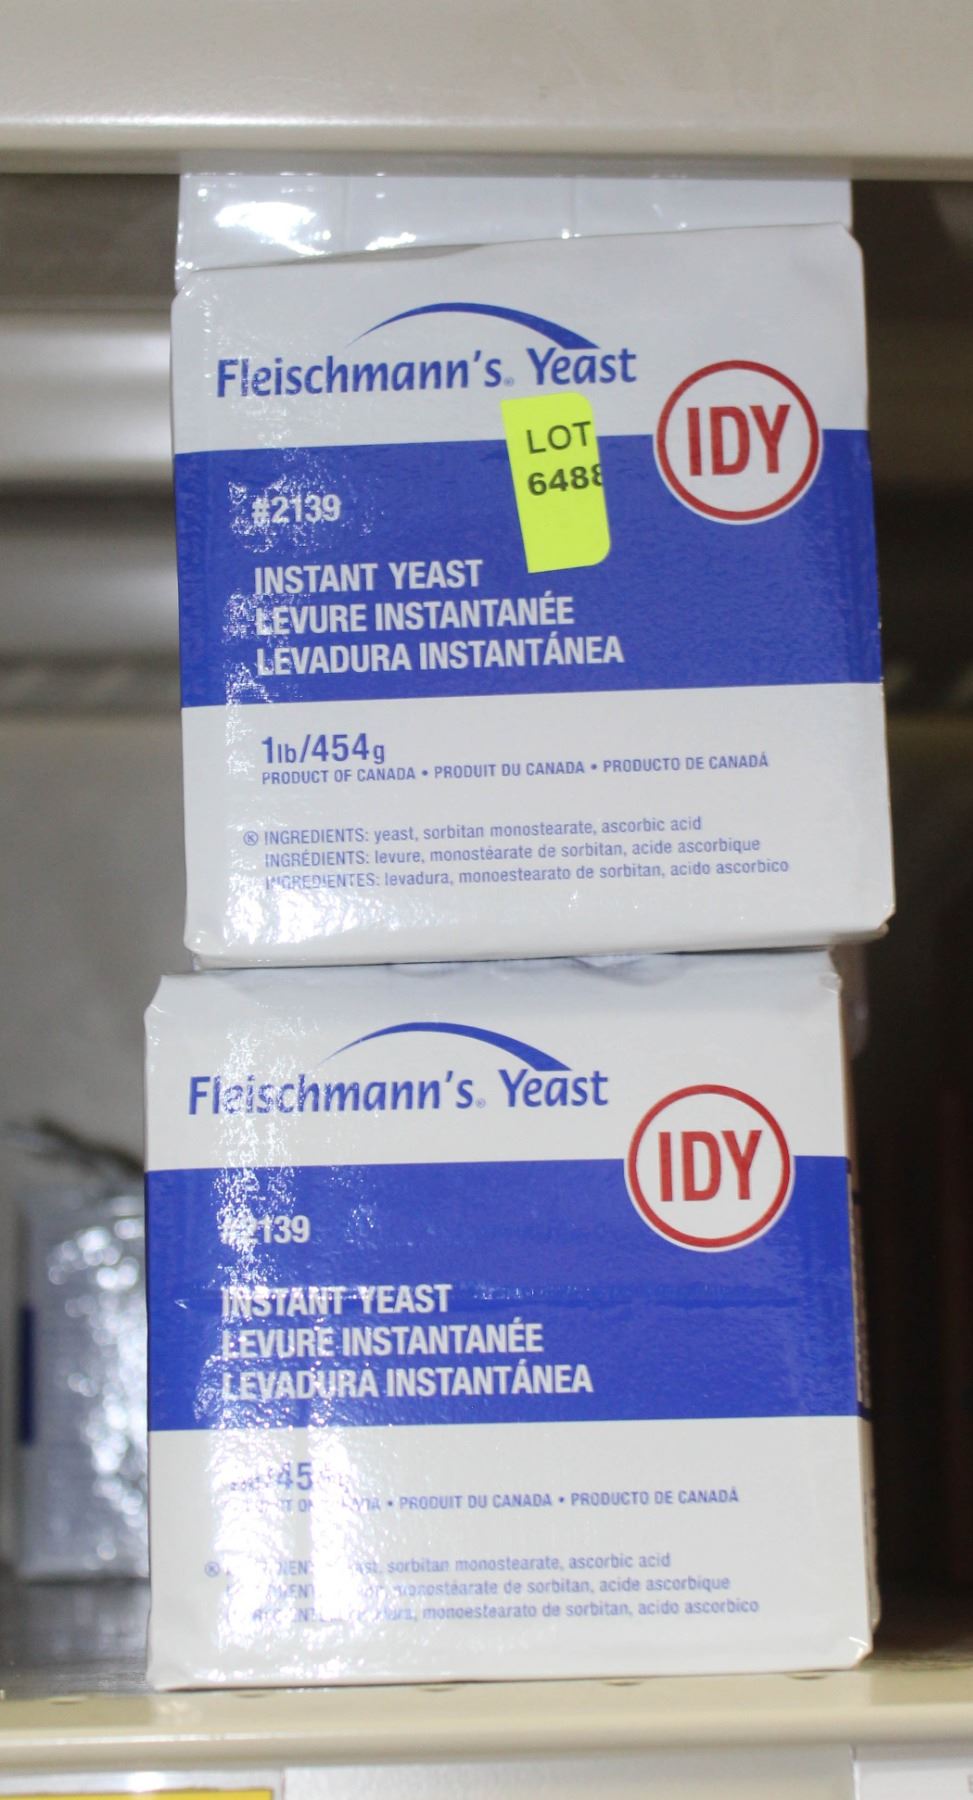 Fleischmann's® Yeast
IDY
LOT
6488
#2139
INSTANT YEAST
LEVURE INSTANTANÉE
LEVADURA INSTANTÁNEA
1lb/454g
PRODUCT OF CANADA • PRODUIT DU CANADA • PRODUCTO DE CANADÁ
® INGREDIENTS: yeast, sorbitan monostearate, ascorbic acid
INGRÉDIENTS: levure, monostéarate de sorbitan, acide ascorbique
INGREDIENTES: levadura, monoestearato de sorbitan, acido ascorbico
Fleischmann's® Yeast
IDY
#2139
INSTANT YEAST
LEVURE INSTANTANÉE
LEVADURA INSTANTÁNEA
• PRODUIT DU CANADA • PRODUCTO DE CANADÁ
® sorbitan monostearate, ascorbic acid
monostéarate de sorbitan, acide ascorbique
monoestearato de sorbitan, acido ascorbico